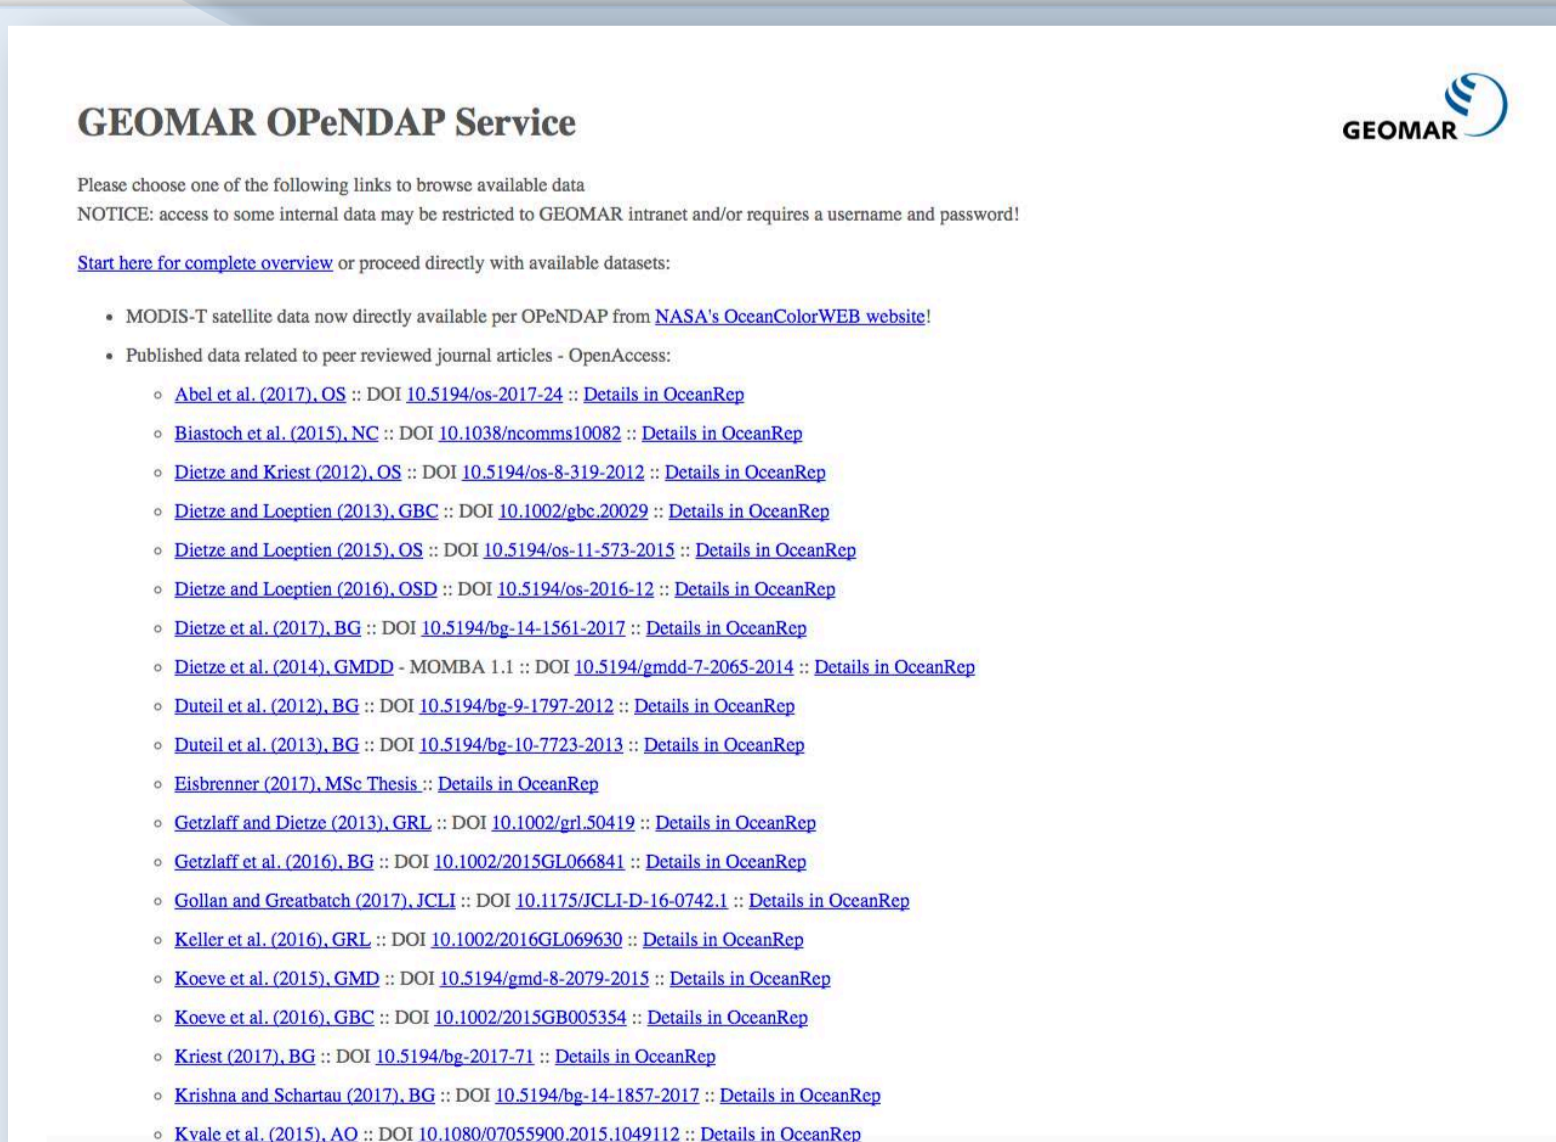 GEOMAR OPeNDAP Service
GEOMAR
Please choose one of the following links to browse available data
NOTICE: access to some internal data may be restricted to GEOMAR intranet and/or requires a username and password!
Start here for complete overview or proceed directly with available datasets:
• MODIS-T satellite data now directly available per OPeNDAP from NASA's OceanColorWEB website!
• Published data related to peer reviewed journal articles - OpenAccess:
◦ Abel et al. (2017), OS :: DOI 10.5194/os-2017-24 :: Details in OceanRep
◦ Biastoch et al. (2015), NC :: DOI 10.1038/ncomms10082 :: Details in OceanRep
◦ Dietze and Kriest (2012), OS :: DOI 10.5194/os-8-319-2012 :: Details in OceanRep
◦ Dietze and Loeptien (2013), GBC :: DOI 10.1002/gbc.20029 :: Details in OceanRep
◦ Dietze and Loeptien (2015), OS :: DOI 10.5194/os-11-573-2015 :: Details in OceanRep
◦ Dietze and Loeptien (2016), OSD :: DOI 10.5194/os-2016-12 :: Details in OceanRep
◦ Dietze et al. (2017), BG :: DOI 10.5194/bg-14-1561-2017 :: Details in OceanRep
◦ Dietze et al. (2014), GMDD - MOMBA 1.1 :: DOI 10.5194/gmdd-7-2065-2014 :: Details in OceanRep
◦ Duteil et al. (2012), BG :: DOI 10.5194/bg-9-1797-2012 :: Details in OceanRep
◦ Duteil et al. (2013), BG :: DOI 10.5194/bg-10-7723-2013 :: Details in OceanRep
◦ Eisbrenner (2017), MSc Thesis :: Details in OceanRep
◦ Getzlaff and Dietze (2013), GRL :: DOI 10.1002/grl.50419 :: Details in OceanRep
◦ Getzlaff et al. (2016), BG :: DOI 10.1002/2015GL066841 :: Details in OceanRep
◦ Gollan and Greatbatch (2017), JCLI :: DOI 10.1175/JCLI-D-16-0742.1 :: Details in OceanRep
◦ Keller et al. (2016), GRL :: DOI 10.1002/2016GL069630 :: Details in OceanRep
◦ Koeve et al. (2015), GMD :: DOI 10.5194/gmd-8-2079-2015 :: Details in OceanRep
◦ Koeve et al. (2016), GBC :: DOI 10.1002/2015GB005354 :: Details in OceanRep
◦ Kriest (2017), BG :: DOI 10.5194/bg-2017-71 :: Details in OceanRep
◦ Krishna and Schartau (2017), BG :: DOI 10.5194/bg-14-1857-2017 :: Details in OceanRep
◦ Kvale et al. (2015), AO :: DOI 10.1080/07055900.2015.1049112 :: Details in OceanRep